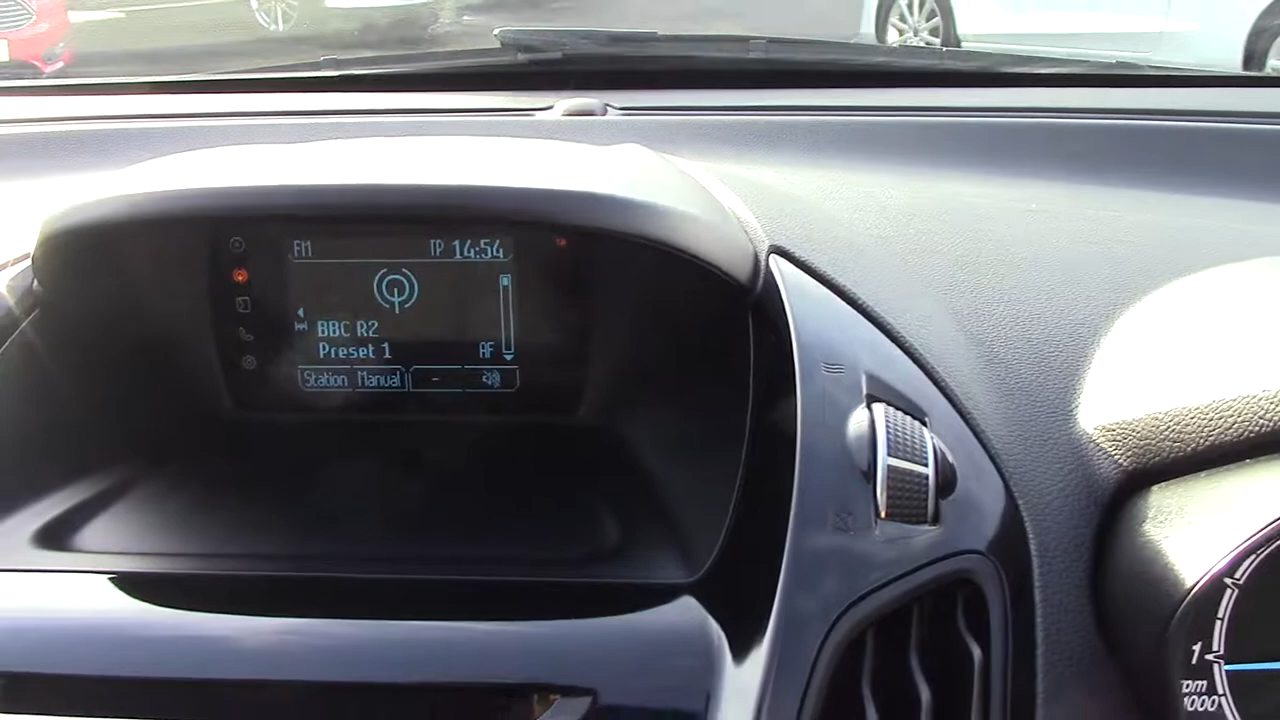 FM TP 14:54
BBC R2
Preset 1 AF
Station Manual -
1
rpm
1000